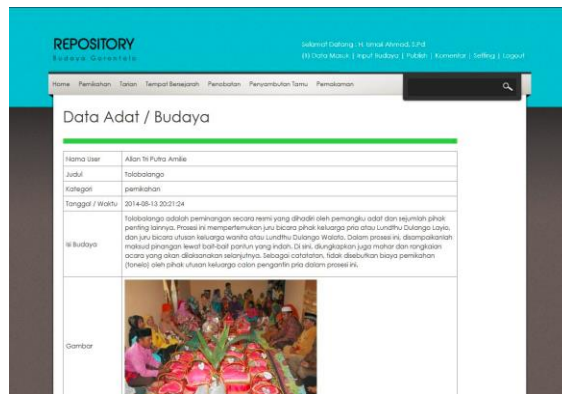 REPOSITORY
Budaya Gorontalo
Selamat Datang : H. Ismail Ahmad, S.Pd
Data Masuk | Input Budaya | Publish | Komentar | Setting | Logout
Home Pernikahan Tarian Tempat Bersejarah Penobatan Penyambutan Tamu Pemakaman
Data Adat / Budaya
Nama User Allan Tri Putra Amilie
Judul Tolobalango
Kategori pernikahan
Tanggal / Waktu 2014-08-13 20:21:24
Isi Budaya
Tolobalango adalah peminangan secara resmi yang dihadiri oleh pemangku adat dan sejumlah pihak
penting lainnya. Proses ini mempertemukan juru bicara pihak keluarga pria atau Lundthu Dulango Layio,
dan juru bicara utusan keluarga wanita atau Lundthu Dulango Walato. Dalam proses ini, disampaikanlah
maksud pinangan lewat bait-bait pantun yang indah. Di sini, diungkapkan juga mahar dan rangkaian
acara yang akan dilaksanakan selanjutnya. Sebagai catatatan, tidak disebutkan biaya pernikahan
(tonelo) oleh pihak utusan keluarga calon pengantin pria dalam proses ini.
Gambar